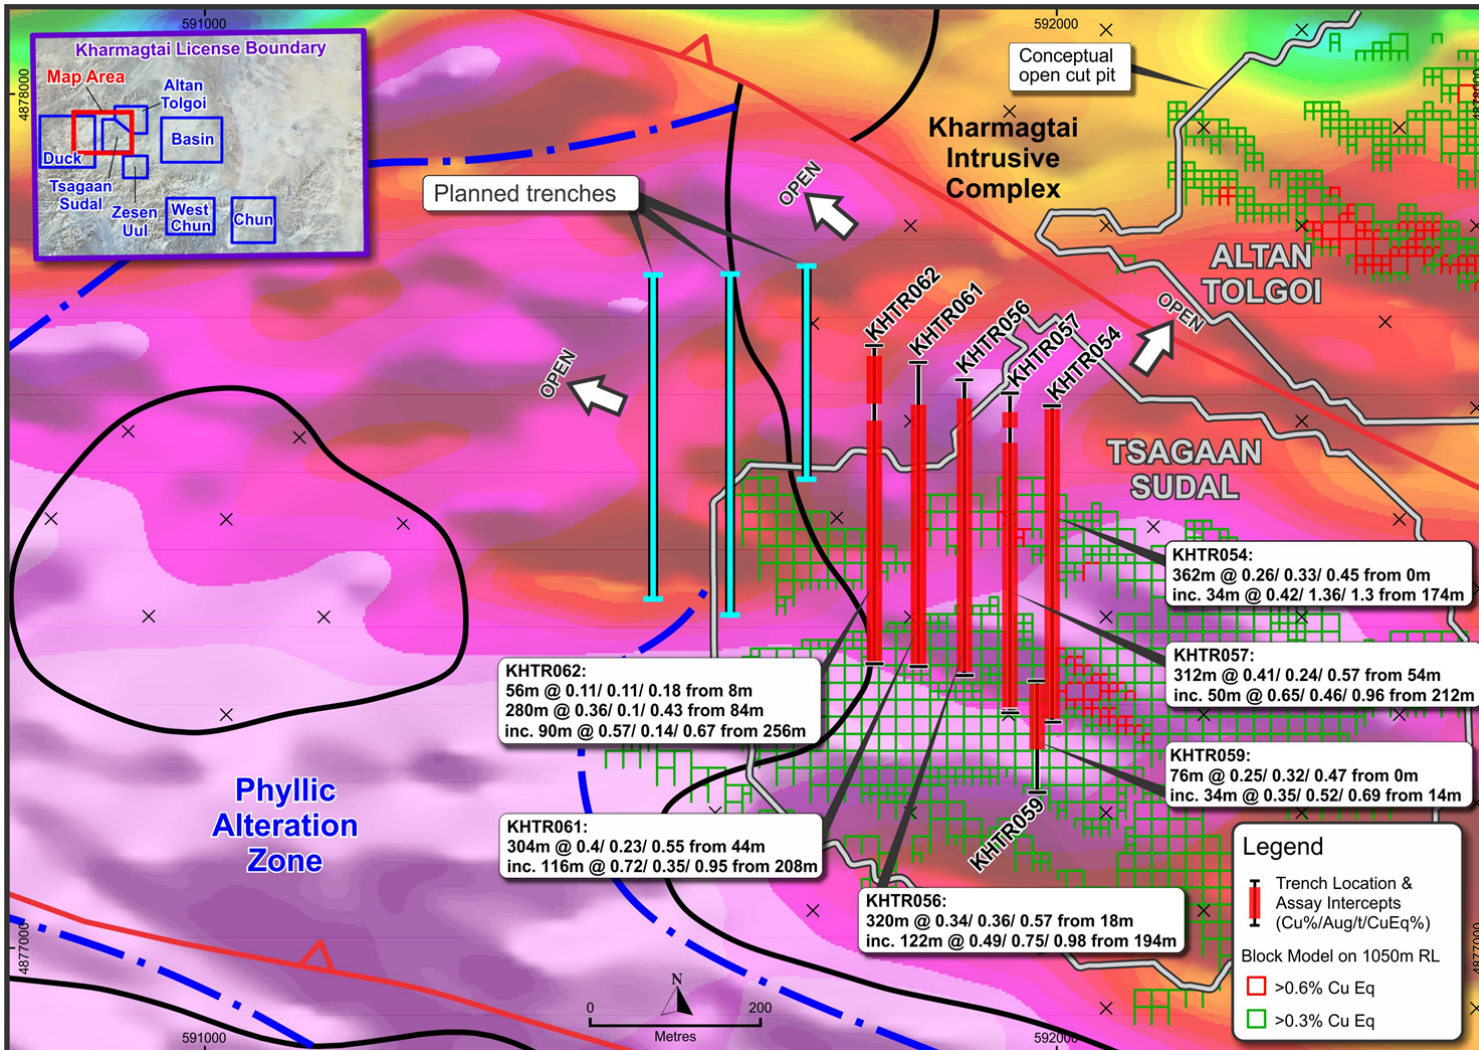 591000
592000
4878000
4878000
Kharmagtai License Boundary
Map Area
Altan
Tolgoi
Basin
Duck
Tsagaan
Sudal
Zesen
Uul
West
Chun
Chun
Conceptual
open cut pit
Kharmagtai
Intrusive
Complex
Planned trenches
OPEN
OPEN
OPEN
ALTAN
TOLGOI
KHTR062
KHTR061
KHTR056
KHTR057
KHTR054
TSAGAAN
SUDAL
KHTR054:
362m @ 0.26/ 0.33/ 0.45 from 0m
inc. 34m @ 0.42/ 1.36/ 1.3 from 174m
KHTR057:
312m @ 0.41/ 0.24/ 0.57 from 54m
inc. 50m @ 0.65/ 0.46/ 0.96 from 212m
KHTR062:
56m @ 0.11/ 0.11/ 0.18 from 8m
280m @ 0.36/ 0.1/ 0.43 from 84m
inc. 90m @ 0.57/ 0.14/ 0.67 from 256m
KHTR059:
76m @ 0.25/ 0.32/ 0.47 from 0m
inc. 34m @ 0.35/ 0.52/ 0.69 from 14m
KHTR059
Phyllic
Alteration
Zone
KHTR061:
304m @ 0.4/ 0.23/ 0.55 from 44m
inc. 116m @ 0.72/ 0.35/ 0.95 from 208m
KHTR056:
320m @ 0.34/ 0.36/ 0.57 from 18m
inc. 122m @ 0.49/ 0.75/ 0.98 from 194m
Legend
Trench Location &
Assay Intercepts
(Cu%/Aug/t/CuEq%)
Block Model on 1050m RL
>0.6% Cu Eq
>0.3% Cu Eq
N
0 200
Metres
4877000
4877000
591000
592000